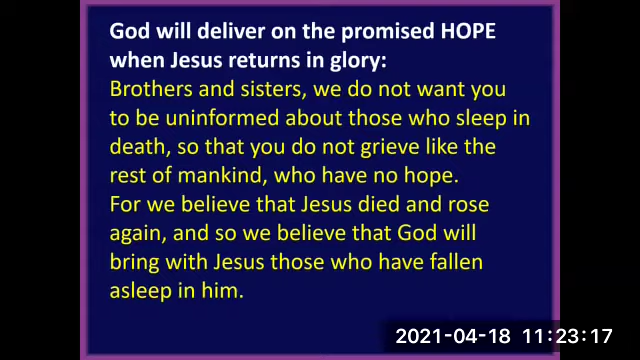 God will deliver on the promised HOPE
when Jesus returns in glory:
Brothers and sisters, we do not want you
to be uninformed about those who sleep in
death, so that you do not grieve like the
rest of mankind, who have no hope.
For we believe that Jesus died and rose
again, and so we believe that God will
bring with Jesus those who have fallen
asleep in him.
2021-04-18 11:23:17